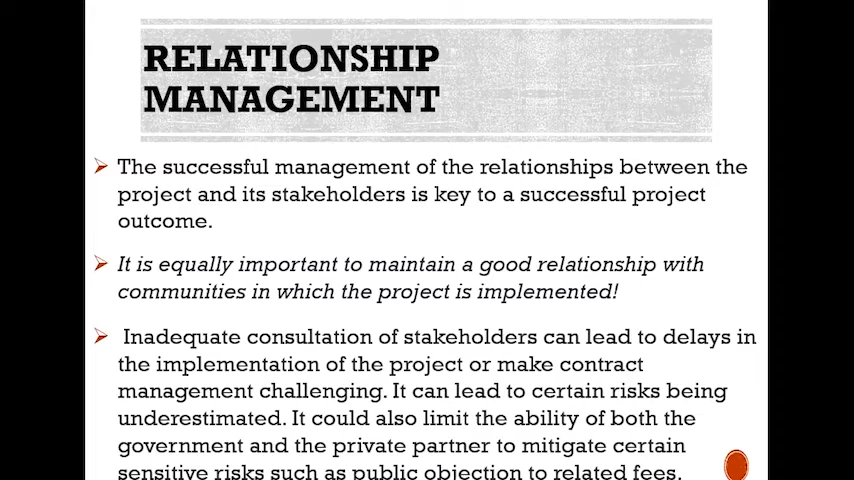 RELATIONSHIP
MANAGEMENT
The successful management of the relationships between the
project and its stakeholders is key to a successful project
outcome.
It is equally important to maintain a good relationship with
communities in which the project is implemented!
Inadequate consultation of stakeholders can lead to delays in
the implementation of the project or make contract
management challenging. It can lead to certain risks being
underestimated. It could also limit the ability of both the
government and the private partner to mitigate certain
sensitive risks such as public objection to related fees.